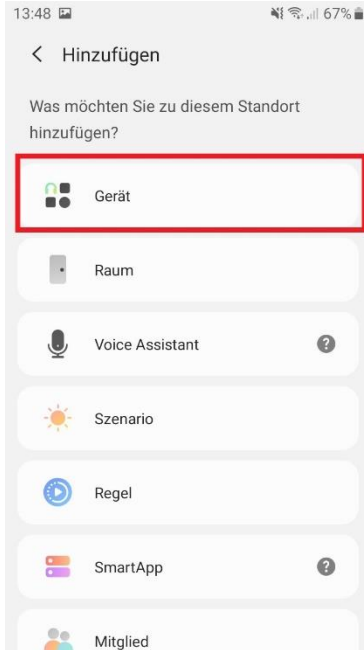 13:48 67%
Hinzufügen
Was möchten Sie zu diesem Standort
hinzufügen?
Gerät
Raum
Voice Assistant ?
Szenario
Regel
SmartApp ?
Mitglied